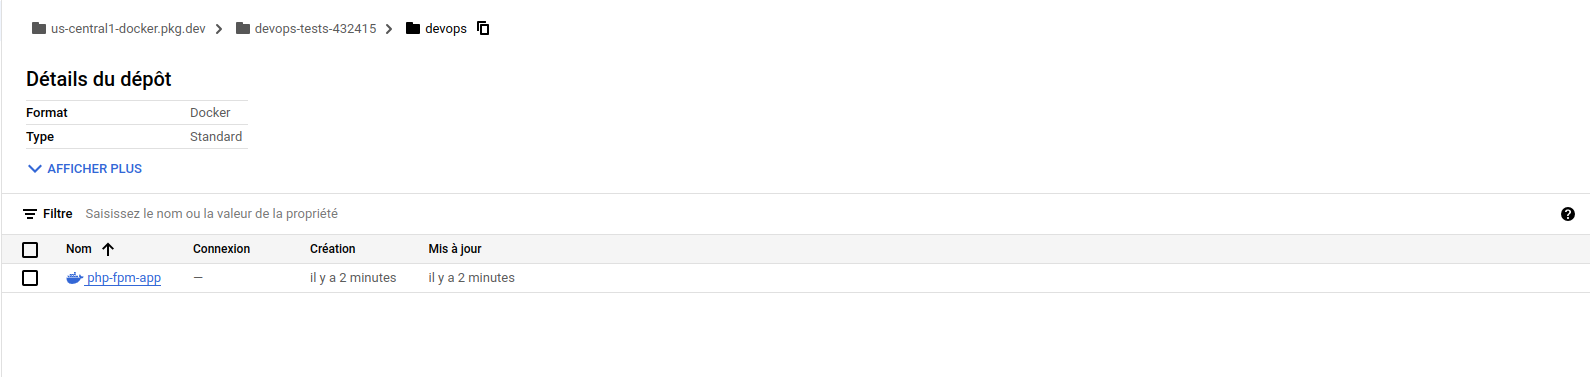 us-central1-docker.pkg.dev devops-tests-432415 devops
Détails du dépôt
Format Docker
Type Standard
AFFICHER PLUS
Filtre Saisissez le nom ou la valeur de la propriété
Nom Connexion Création Mis à jour
php-fpm-app — il y a 2 minutes il y a 2 minutes